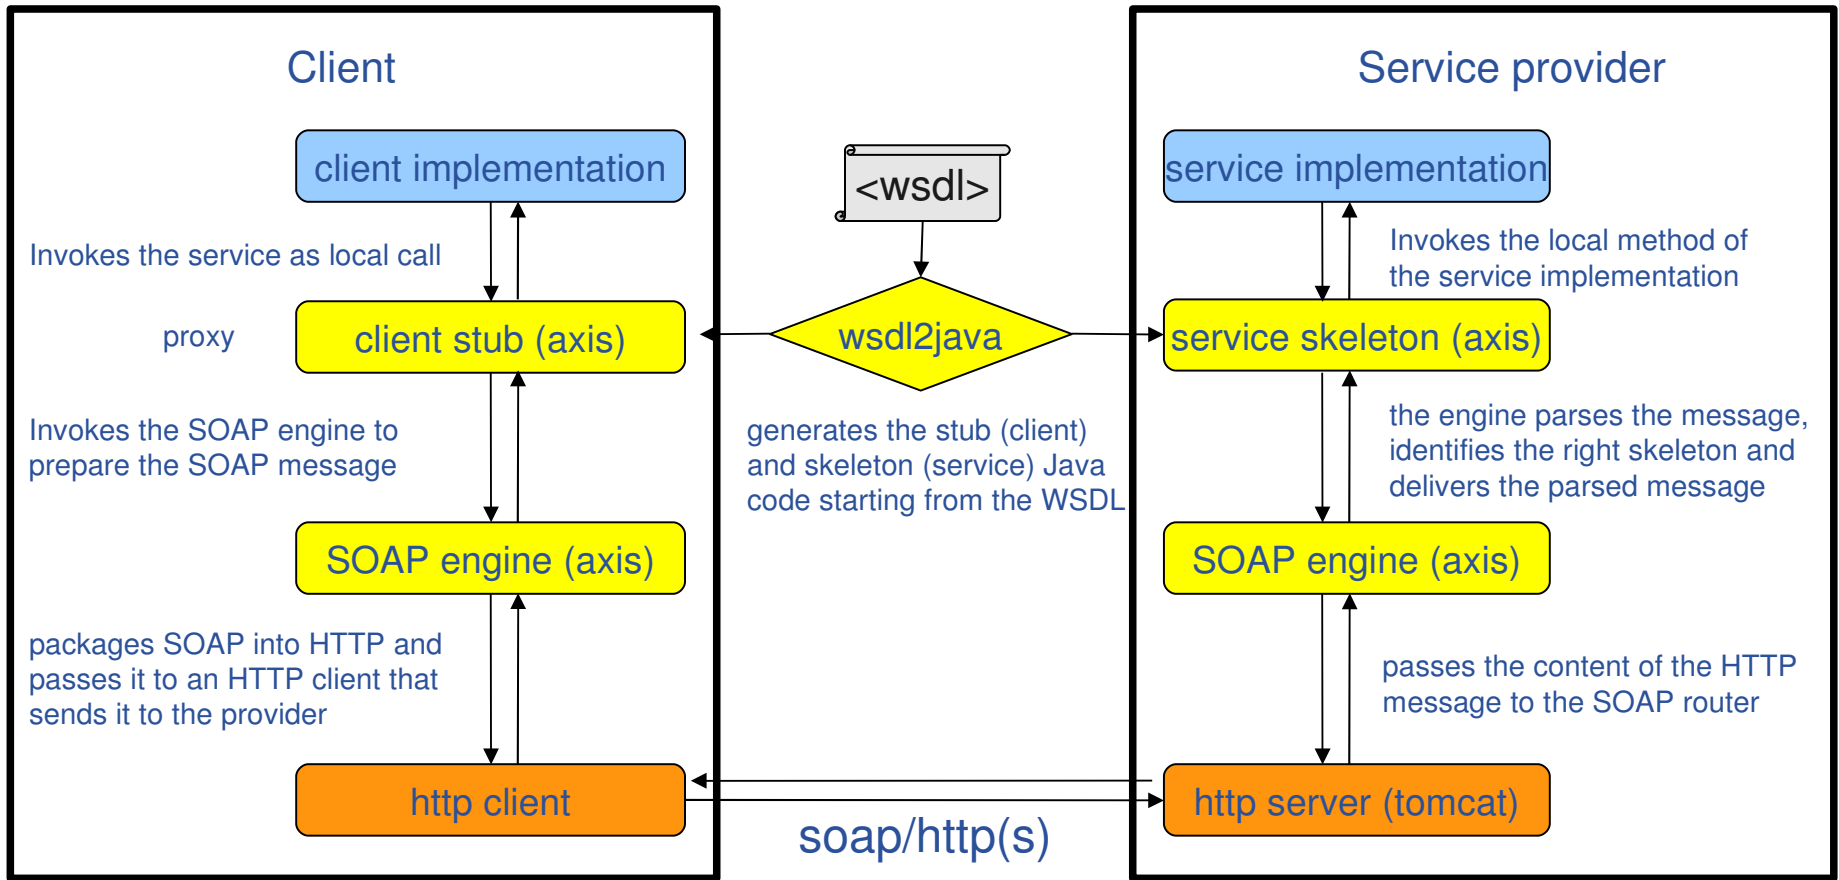 Client
client implementation
Invokes the service as local call
proxy
client stub (axis)
Invokes the SOAP engine to
prepare the SOAP message
SOAP engine (axis)
packages SOAP into HTTP and
passes it to an HTTP client that
sends it to the provider
http client
<wsdl>
wsdl2java
generates the stub (client)
and skeleton (service) Java
code starting from the WSDL
soap/http(s)
Service provider
service implementation
Invokes the local method of
the service implementation
service skeleton (axis)
the engine parses the message,
identifies the right skeleton and
delivers the parsed message
SOAP engine (axis)
passes the content of the HTTP
message to the SOAP router
http server (tomcat)